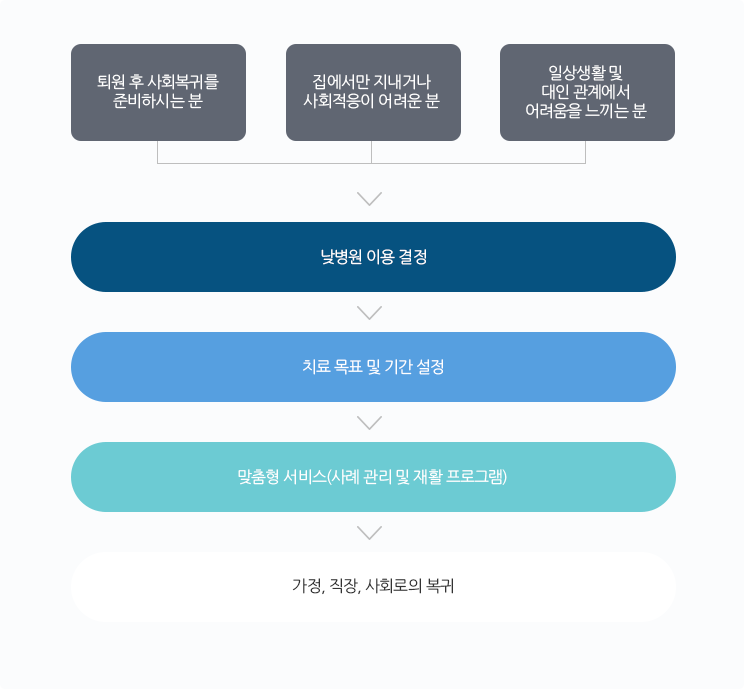 퇴원 후 사회복귀를
준비하시는 분
집에서만 지내거나
사회적응이 어려운 분
일상생활 및
대인 관계에서
어려움을 느끼는 분
낮병원 이용 결정
치료 목표 및 기간 설정
맞춤형 서비스(사례 관리 및 재활 프로그램)
가정, 직장, 사회로의 복귀